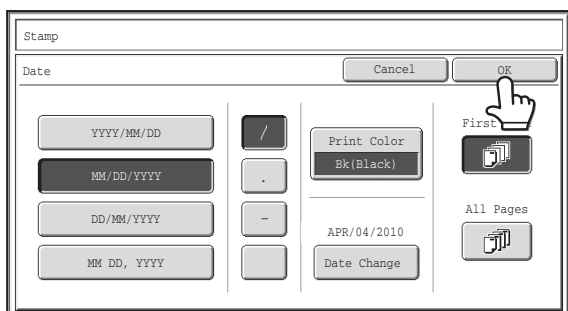 Stamp
Date
Cancel
OK
YYYY/MM/DD
MM/DD/YYYY
DD/MM/YYYY
MM DD, YYYY
/
.
-
Print Color
Bk(Black)
APR/04/2010
Date Change
First
All Pages